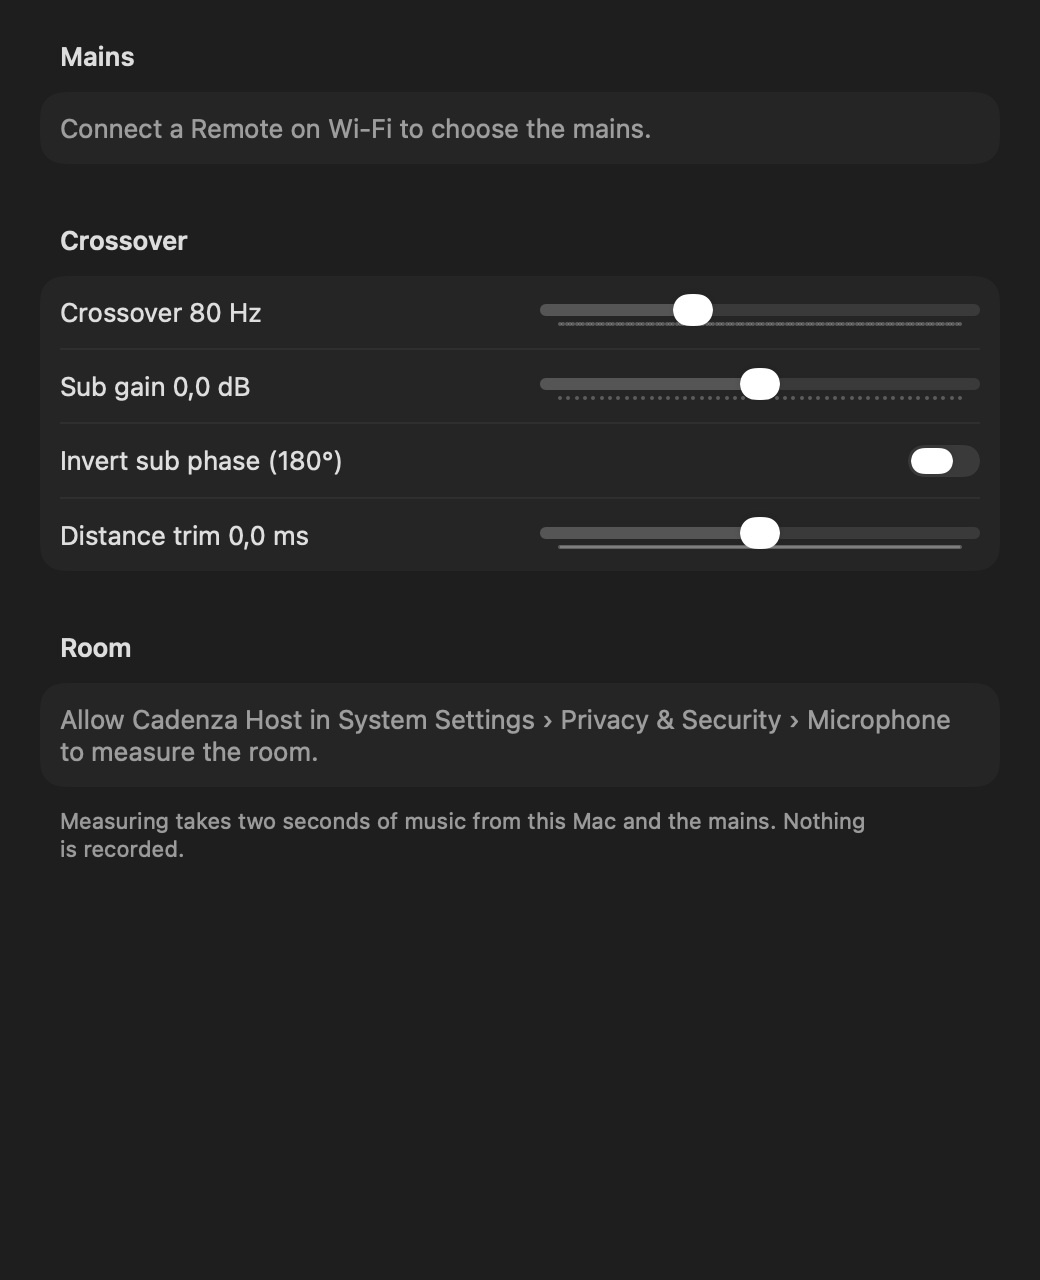 Mains
Connect a Remote on Wi-Fi to choose the mains.
Crossover
Crossover 80 Hz
Sub gain 0,0 dB
Invert sub phase (180°)
Distance trim 0,0 ms
Room
Allow Cadenza Host in System Settings › Privacy & Security › Microphone
to measure the room.
Measuring takes two seconds of music from this Mac and the mains. Nothing
is recorded.